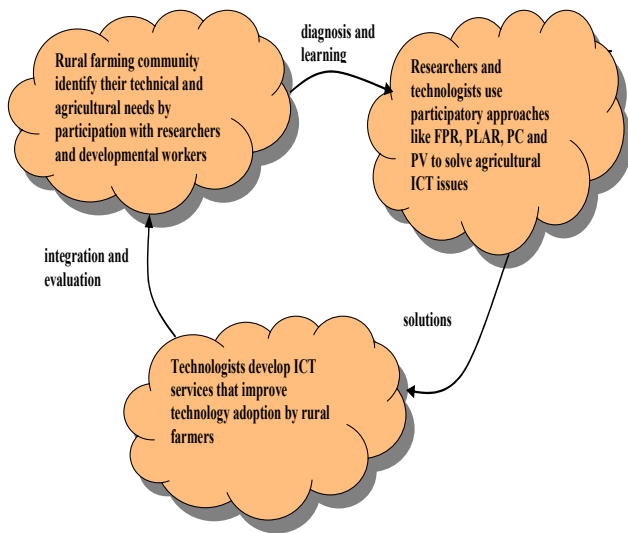 Rural farming community
identify their technical and
agricultural needs by
participation with researchers
and developmental workers
diagnosis and
learning
Researchers and
technologists use
participatory approaches
like FPR, PLAR, PC and
PV to solve agricultural
ICT issues
solutions
Technologists develop ICT
services that improve
technology adoption by rural
farmers
integration and
evaluation